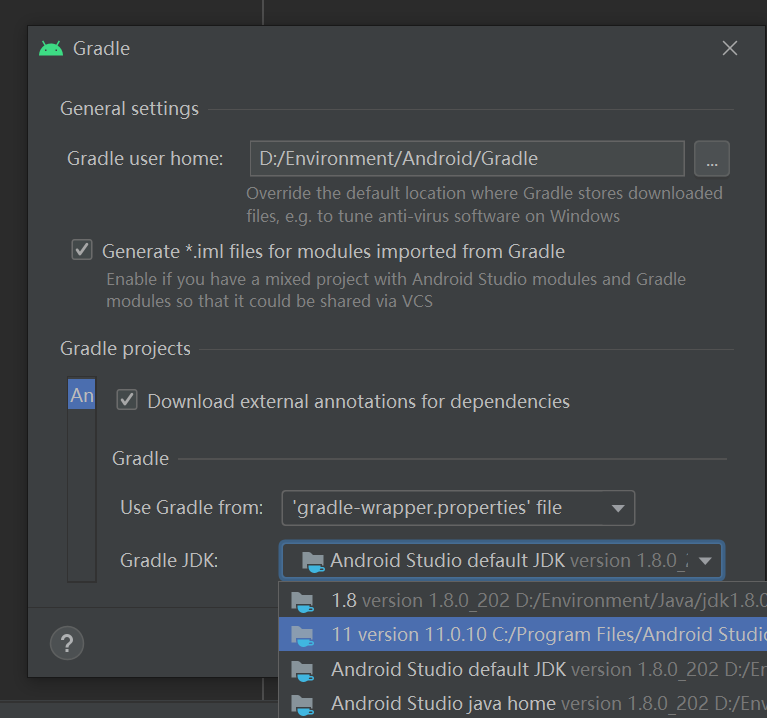 Gradle
General settings
Gradle user home:
D:/Environment/Android/Gradle
...
Override the default location where Gradle stores downloaded
files, e.g. to tune anti-virus software on Windows
Generate *.iml files for modules imported from Gradle
Enable if you have a mixed project with Android Studio modules and Gradle
modules so that it could be shared via VCS
Gradle projects
An
Download external annotations for dependencies
Gradle
Use Gradle from:
'gradle-wrapper.properties' file
Gradle JDK:
Android Studio default JDK version 1.8.0_
1.8 version 1.8.0_202 D:/Environment/Java/jdk1.8.0
?
11 version 11.0.10 C:/Program Files/Android Studio
Android Studio default JDK version 1.8.0_202 D:/En
Android Studio java home version 1.8.0_202 D:/Env